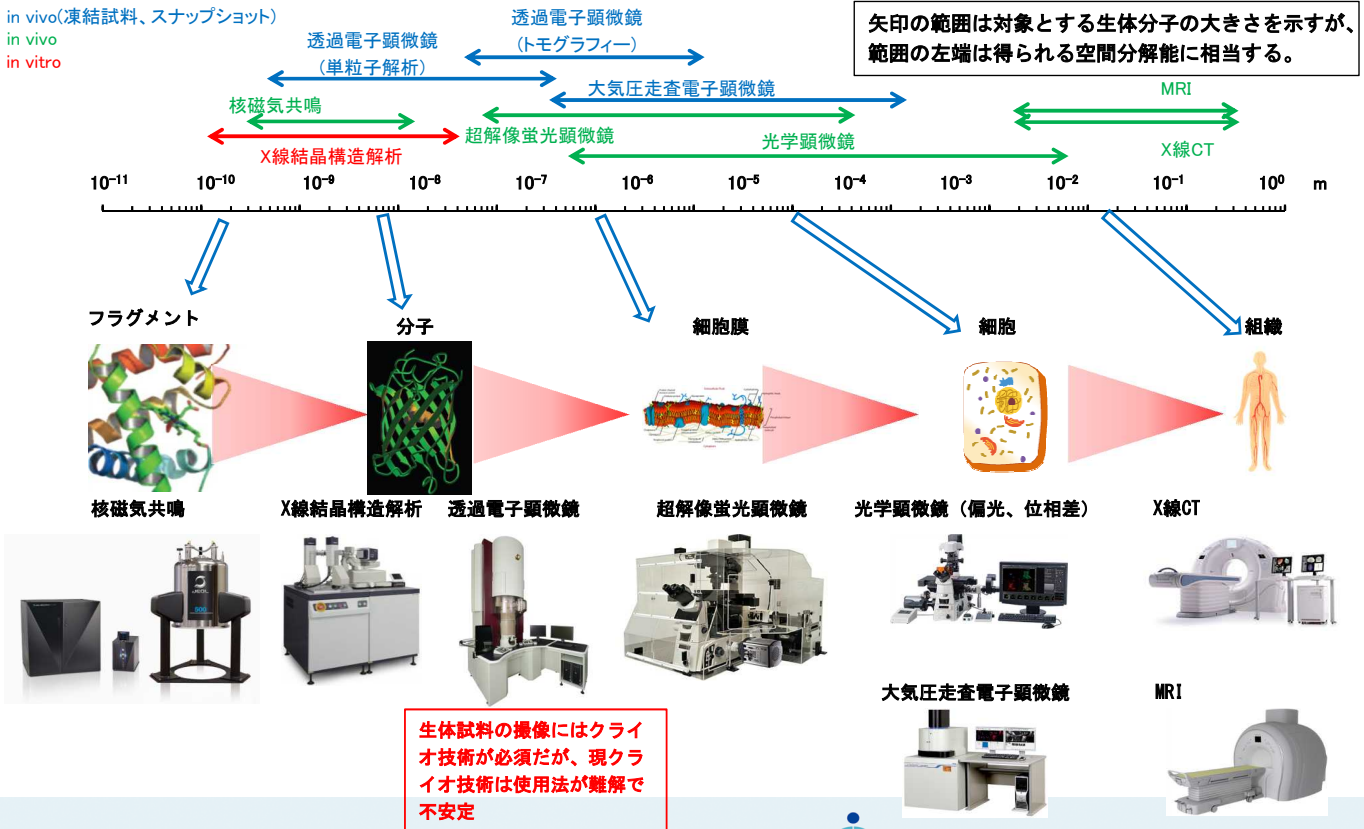 in vivo(凍結試料、スナップショット)
in vivo
in vitro
透過電子顕微鏡
(単粒子解析)
透過電子顕微鏡
(トモグラフィー)
矢印の範囲は対象とする生体分子の大きさを示すが、
範囲の左端は得られる空間分解能に相当する。
大気圧走査電子顕微鏡
MRI
核磁気共鳴
超解像蛍光顕微鏡
光学顕微鏡
X線結晶構造解析
X線CT
10⁻¹¹ 10⁻¹⁰ 10⁻⁹ 10⁻⁸ 10⁻⁷ 10⁻⁶ 10⁻⁵ 10⁻⁴ 10⁻³ 10⁻² 10⁻¹ 10⁰ m
フラグメント
分子
細胞膜
細胞
組織
核磁気共鳴
X線結晶構造解析
透過電子顕微鏡
超解像蛍光顕微鏡
光学顕微鏡（偏光、位相差）
X線CT
JEOL
500
大気圧走査電子顕微鏡
MRI
生体試料の撮像にはクライ
オ技術が必須だが、現クラ
イオ技術は使用法が難解で
不安定